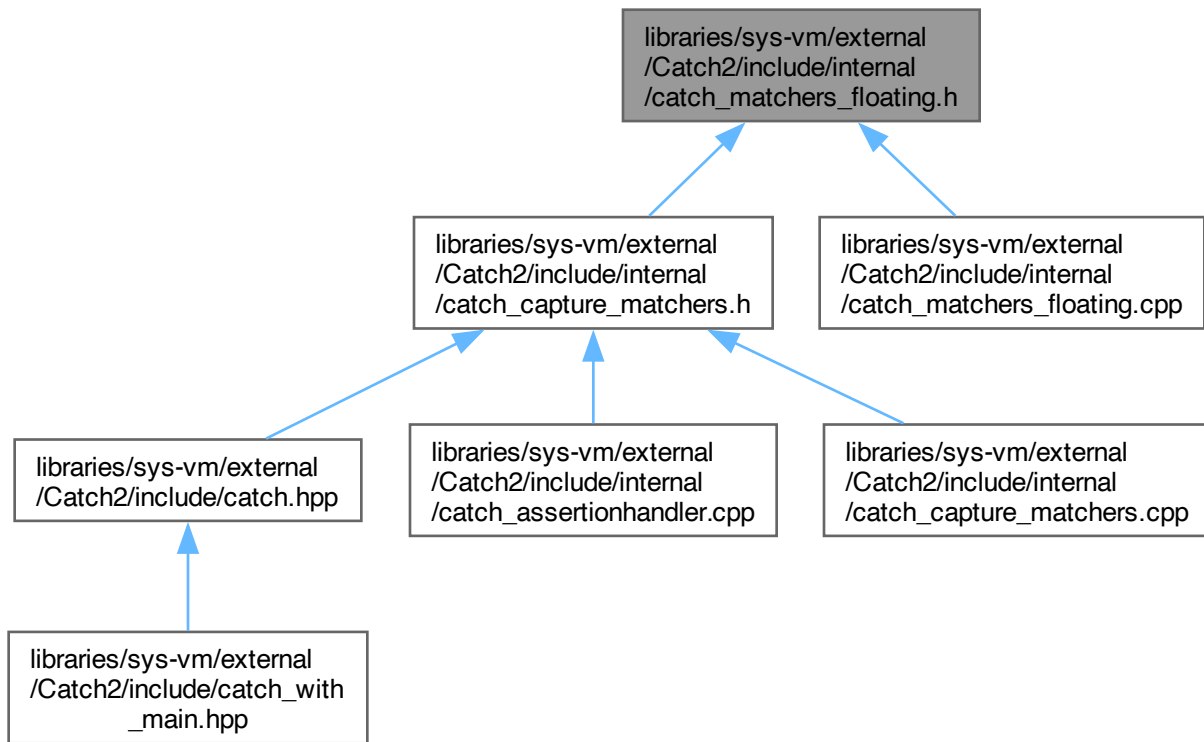 libraries/sys-vm/external
/Catch2/include/internal
/catch_matchers_floating.h
libraries/sys-vm/external
/Catch2/include/internal
/catch_capture_matchers.h
libraries/sys-vm/external
/Catch2/include/internal
/catch_matchers_floating.cpp
libraries/sys-vm/external
/Catch2/include/catch.hpp
libraries/sys-vm/external
/Catch2/include/internal
/catch_assertionhandler.cpp
libraries/sys-vm/external
/Catch2/include/internal
/catch_capture_matchers.cpp
libraries/sys-vm/external
/Catch2/include/catch_with
_main.hpp